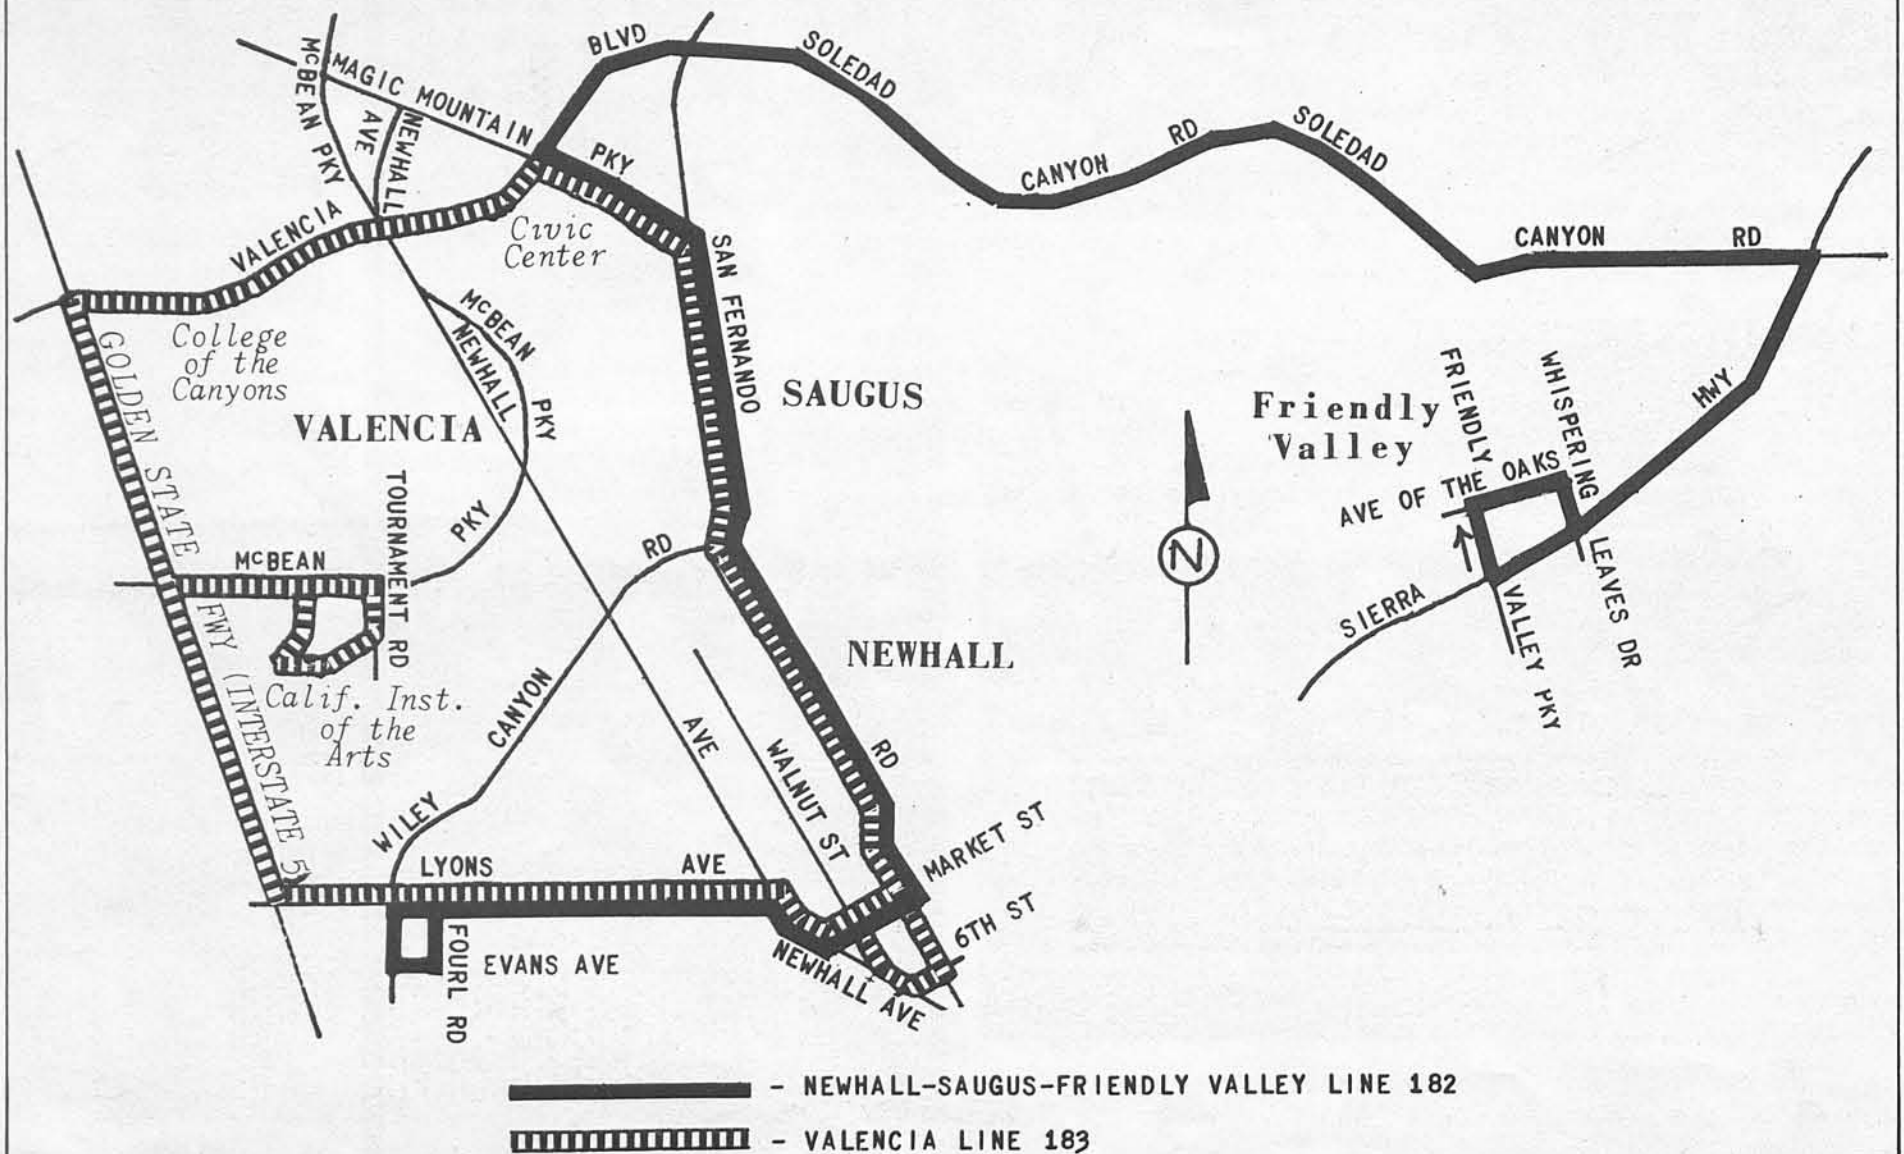 McBEAN PKY
MAGIC MOUNTAIN
PKY
NEWHALL
AVE
BLVD
SOLEDAD
CANYON
RD
SOLEDAD
CANYON
RD
VALENCIA
Civic
Center
SAN FERNANDO
College
of the
Canyons
McBEAN
PKY
NEWHALL
GOLDEN STATE
VALENCIA
SAUGUS
Friendly
Valley
FRIENDLY
WHISPERING
HWY
AVE OF THE OAKS
TOURNAMENT RD
PKY
McBEAN
RD
N
LEAVES DR
SIERRA
VALLEY PKY
FWY (INTERSTATE 5)
NEWHALL
Calif. Inst.
of the
Arts
CANYON
AVE
WALNUT ST
RD
WILEY
LYONS
AVE
MARKET ST
6TH ST
FOURL RD
EVANS AVE
NEWHALL AVE
- NEWHALL-SAUGUS-FRIENDLY VALLEY LINE 182
- VALENCIA LINE 183